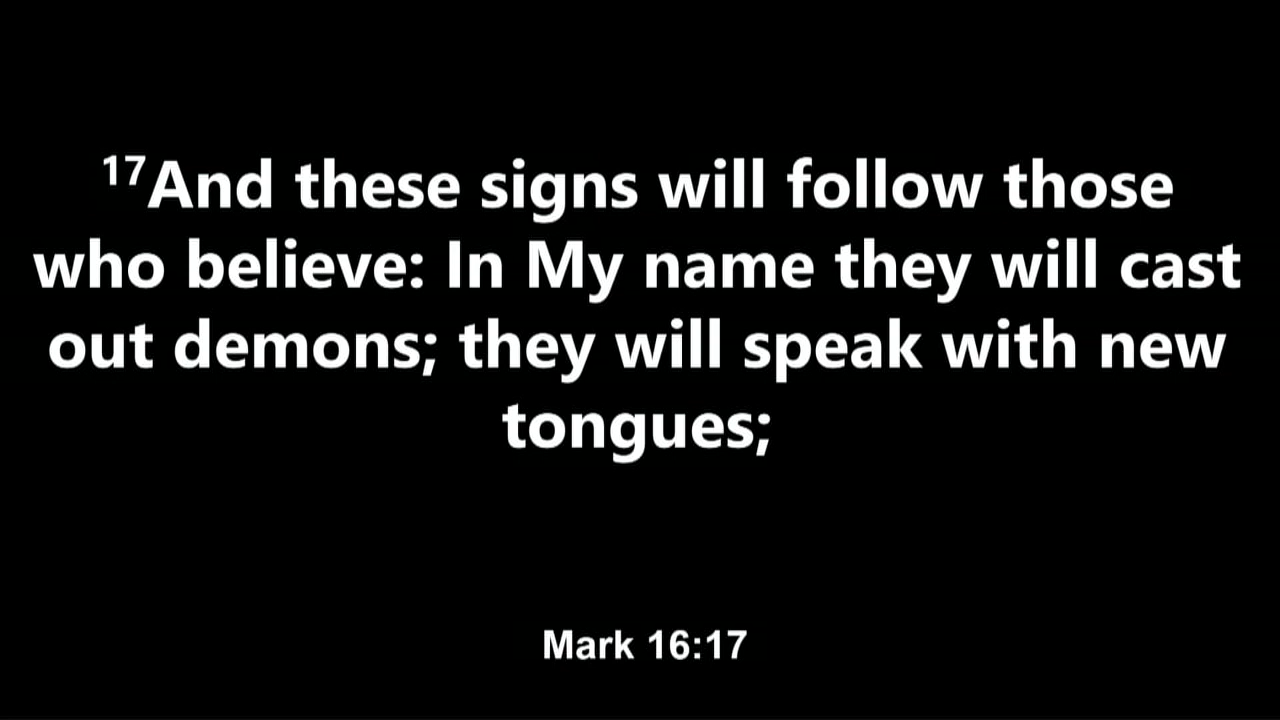 17And these signs will follow those
who believe: In My name they will cast
out demons; they will speak with new
tongues;
Mark 16:17